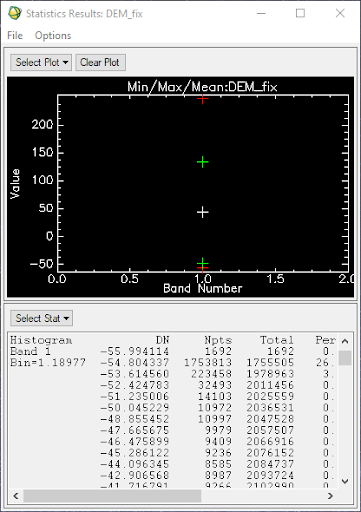 Statistics Results: DEM_fix
File Options
Select Plot Clear Plot
Min/Max/Mean:DEM_fix
Value
200
150
100
50
0
-50
0.0 0.5 1.0 1.5 2.0
Band Number
Select Stat
Histogram DN Npts Total Per
Band 1 -55.994114 1692 1692 0.
Bin=1.18977 -54.804337 1753813 1755505 26.
-53.614560 223458 1978963 3.
-52.424783 32493 2011456 0.
-51.235006 14103 2025559 0.
-50.045229 10972 2036531 0.
-48.855452 10997 2047528 0.
-47.665675 9979 2057507 0.
-46.475899 9409 2066916 0.
-45.286122 9236 2076152 0.
-44.096345 8585 2084737 0.
-42.906568 8987 2093724 0.
-41.716791 9266 2102990 0.